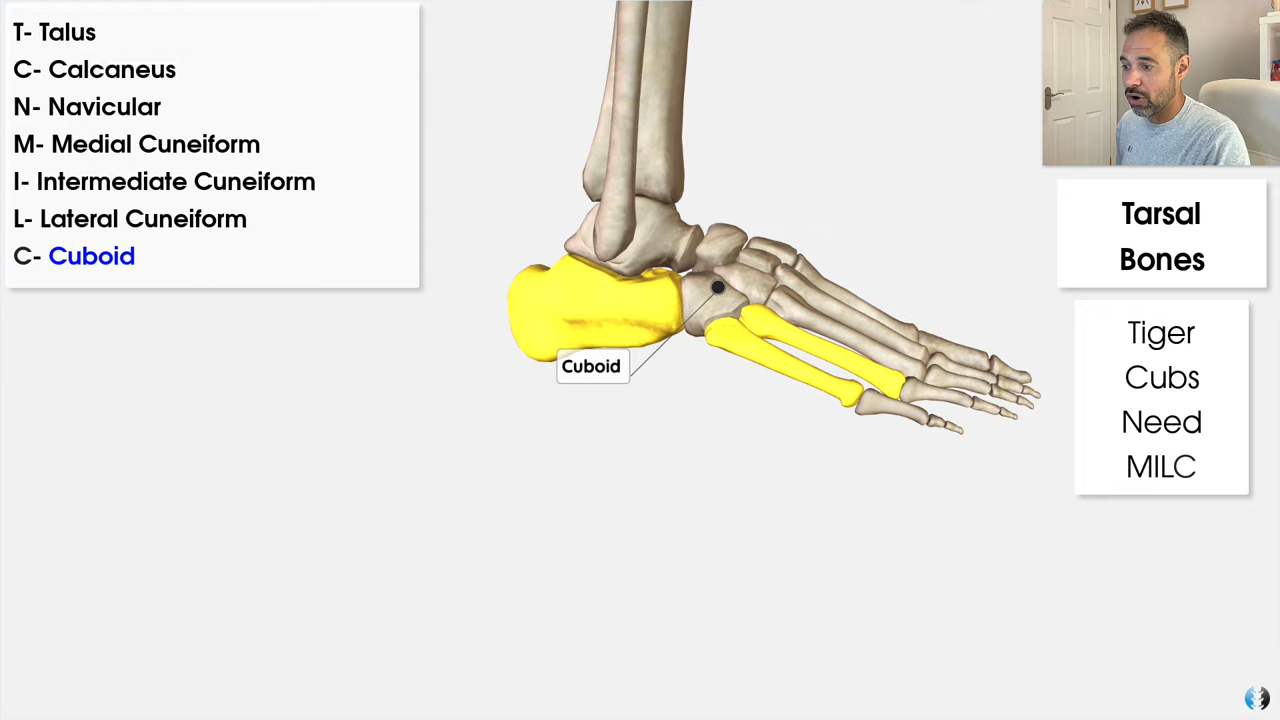 T- Talus
C- Calcaneus
N- Navicular
M- Medial Cuneiform
I- Intermediate Cuneiform
L- Lateral Cuneiform
C- Cuboid
Cuboid
Tarsal
Bones
Tiger
Cubs
Need
MILC